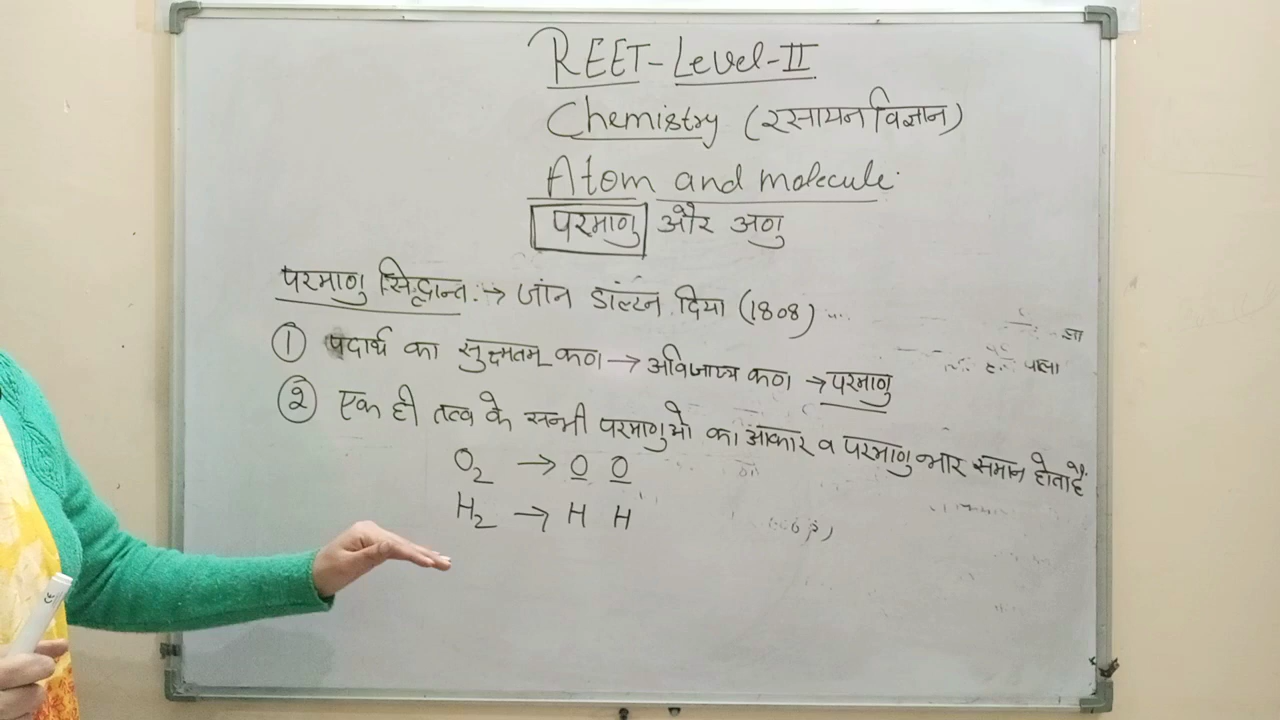 REET-Level-II
Chemistry (रसायन विज्ञान)
Atom and molecule.
परमाणु और अणु
परमाणु सिद्धान्त → जॉन डॉल्टन दिया (1808)
① पदार्थ का सुक्ष्मतम कण → अविभाज्य कण → परमाणु
② एक ही तत्व के सभी परमाणुओ का आकार व परमाणु भार समान होता है
O₂ → O O
H₂ → H H